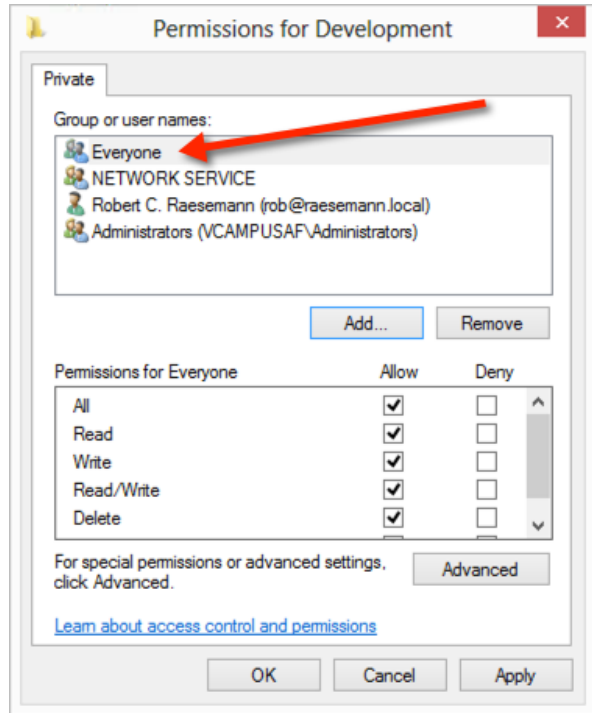 Permissions for Development
Private
Group or user names:
Everyone
NETWORK SERVICE
Robert C. Raesemann (rob@raesemann.local)
Administrators (VCAMPUSAF\Administrators)
Add...
Remove
Permissions for Everyone Allow Deny
All
Read
Write
Read/Write
Delete
For special permissions or advanced settings,
click Advanced.
Advanced
Learn about access control and permissions
OK
Cancel
Apply